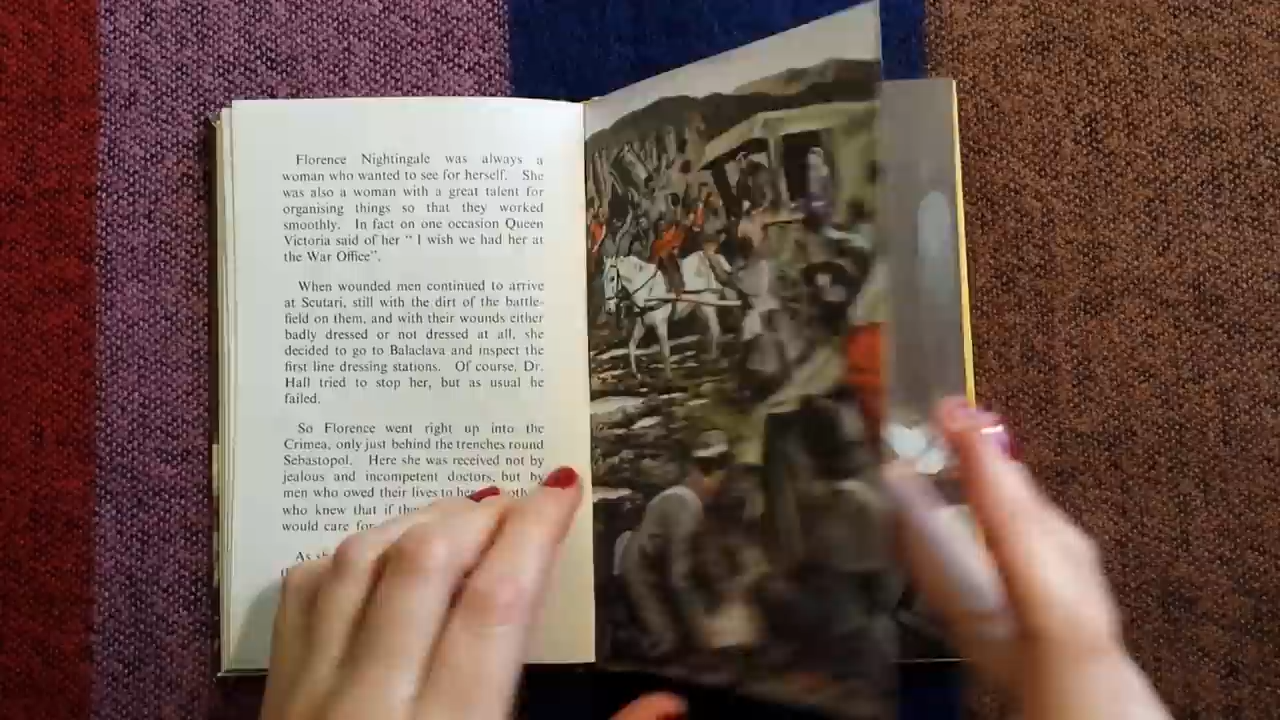 Florence Nightingale was always a
woman who wanted to see for herself. She
was also a woman with a great talent for
organising things so that they worked
smoothly. In fact on one occasion Queen
Victoria said of her " I wish we had her at
the War Office".
When wounded men continued to arrive
at Scutari, still with the dirt of the battle-
field on them, and with their wounds either
badly dressed or not dressed at all, she
decided to go to Balaclava and inspect the
first line dressing stations. Of course, Dr.
Hall tried to stop her, but as usual he
failed.
So Florence went right up into the
Crimea, only just behind the trenches round
Sebastopol. Here she was received not by
jealous and incompetent doctors, but by
men who owed their lives to her
who knew that if
would care for
As